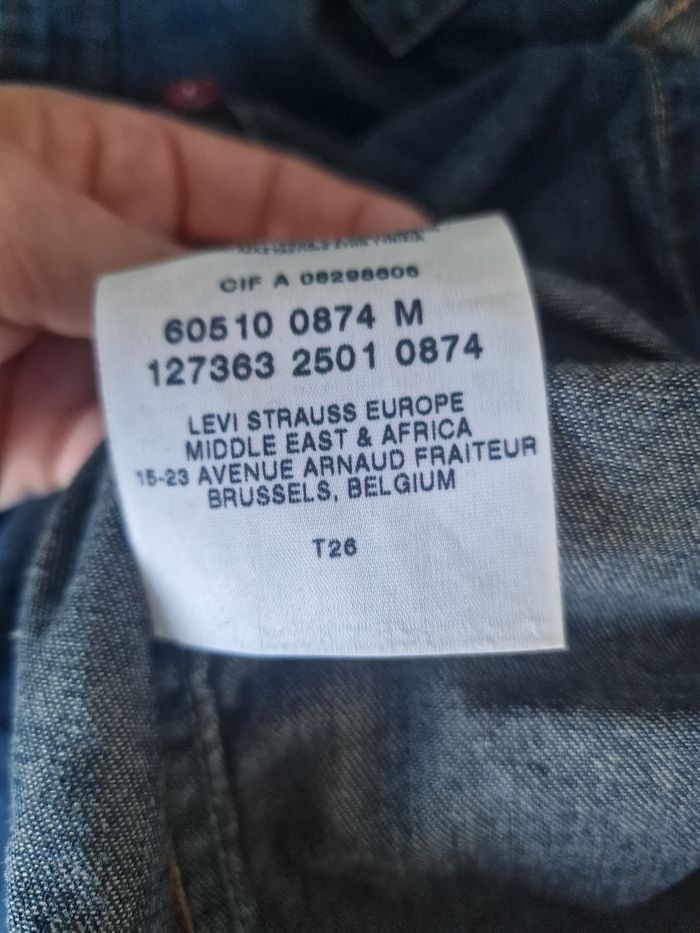 CIF A 08298606
60510 0874 M
127363 2501 0874
LEVI STRAUSS EUROPE
MIDDLE EAST & AFRICA
15-23 AVENUE ARNAUD FRAITEUR
BRUSSELS, BELGIUM
T26